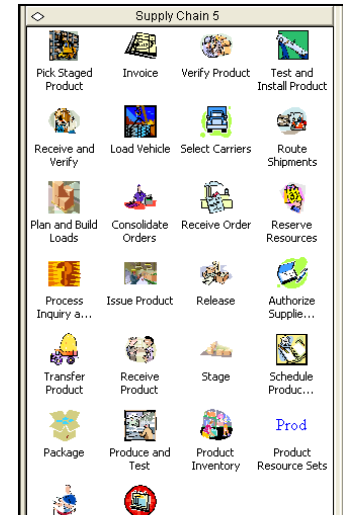 Supply Chain 5
Pick Staged Product
Invoice
Verify Product
Test and Install Product
Receive and Verify
Load Vehicle
Select Carriers
Route Shipments
Plan and Build Loads
Consolidate Orders
Receive Order
Reserve Resources
Process Inquiry a...
Issue Product
Release
Authorize Supplie...
Transfer Product
Receive Product
Stage
Schedule Produc...
Package
Produce and Test
Product Inventory
Prod
Product Resource Sets